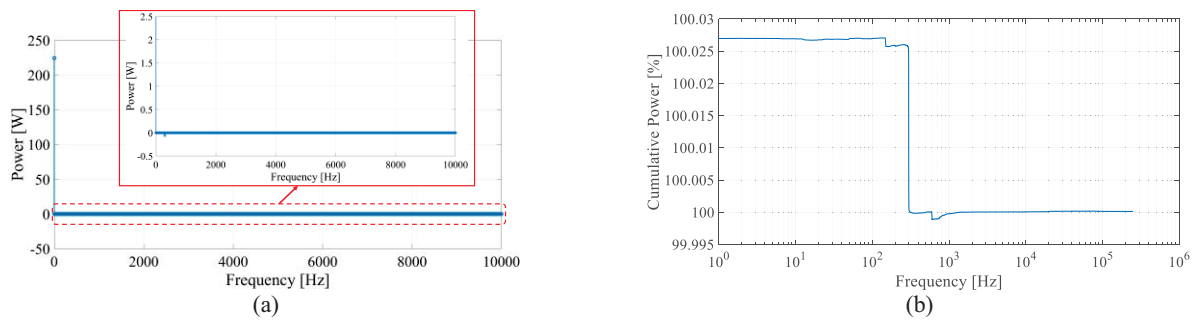 250
200
150
100
50
0
-50
Power [W]
0 2000 4000 6000 8000 10000
Frequency [Hz]
2.5
2
1.5
1
0.5
0
-0.5
Power [W]
0 2000 4000 6000 8000 10000
Frequency [Hz]
(a)
100.03
100.025
100.02
100.015
100.01
100.005
100
99.995
Cumulative Power [%]
10^0 10^1 10^2 10^3 10^4 10^5 10^6
Frequency [Hz]
(b)